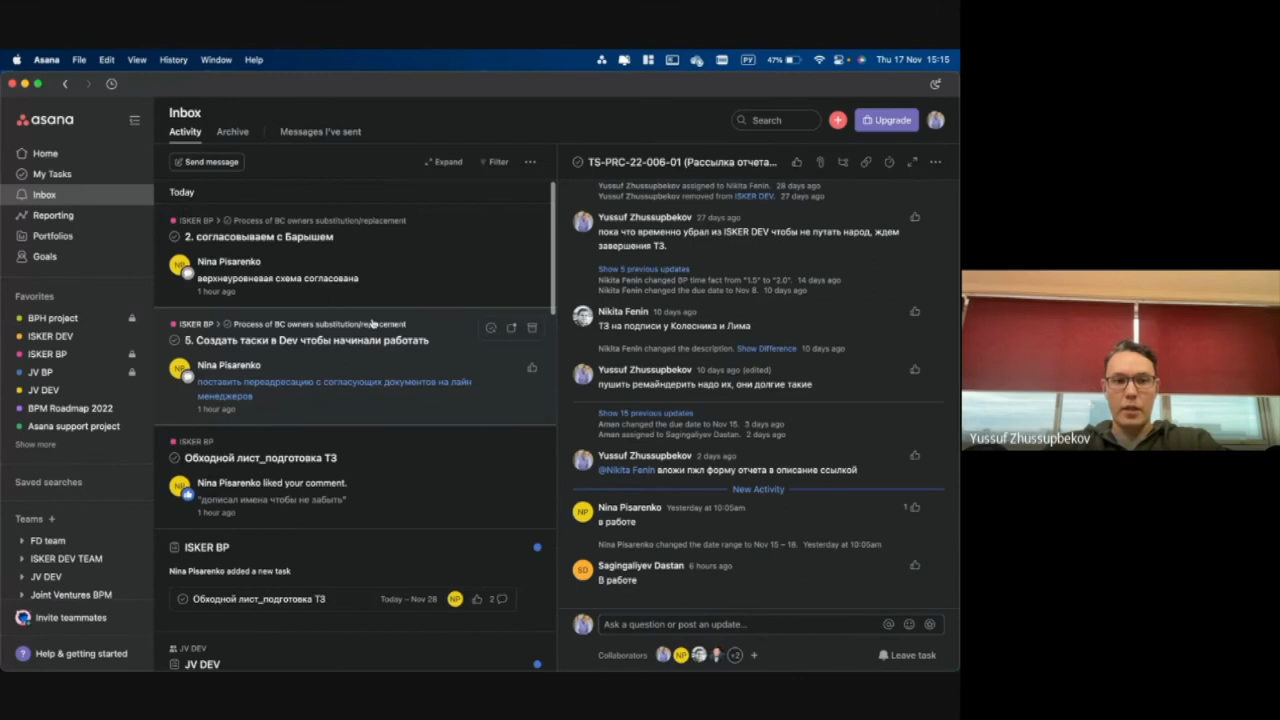 Asana File Edit View History Window Help
РУ 47% Thu 17 Nov 15:15
asana
Home
My Tasks
Inbox
Reporting
Portfolios
Goals
Favorites
BPH project
ISKER DEV
ISKER BP
JV BP
JV DEV
BPM Roadmap 2022
Asana support project
Show more
Saved searches
Teams +
FD team
ISKER DEV TEAM
JV DEV
Joint Ventures BPM
Invite teammates
? Help & getting started
Inbox
Activity Archive Messages I've sent
Search
Upgrade
Send message
Expand Filter
Today
ISKER BP > Process of BC owners substitution/replacement
2. согласовываем с Барышем
NP Nina Pisarenko
верхнеуровневая схема согласована
1 hour ago
ISKER BP > Process of BC owners substitution/replacement
5. Создать таски в Dev чтобы начинали работать
NP Nina Pisarenko
поставить переадресацию с согласующих документов на лайн
менеджеров
1 hour ago
ISKER BP
Обходной лист_подготовка ТЗ
NP Nina Pisarenko liked your comment.
"дописал имена чтобы не забыть"
1 hour ago
ISKER BP
Nina Pisarenko added a new task
Обходной лист_подготовка ТЗ Today – Nov 28 NP 2
JV DEV
JV DEV
TS-PRC-22-006-01 (Рассылка отчета...
Yussuf Zhussupbekov assigned to Nikita Fenin. 28 days ago
Yussuf Zhussupbekov removed from ISKER DEV. 27 days ago
Yussuf Zhussupbekov 27 days ago
пока что временно убрал из ISKER DEV чтобы не путать народ, ждем
завершения ТЗ.
Show 5 previous updates
Nikita Fenin changed BP time fact from "1.5" to "2.0". 14 days ago
Nikita Fenin changed the due date to Nov 8. 10 days ago
Nikita Fenin 10 days ago
ТЗ на подписи у Колесника и Лима
Nikita Fenin changed the description. Show Difference 10 days ago
Yussuf Zhussupbekov 10 days ago (edited)
пушить ремайндерить надо их, они долгие такие
Show 15 previous updates
Aman changed the due date to Nov 15. 3 days ago
Aman assigned to Sagingaliyev Dastan. 2 days ago
Yussuf Zhussupbekov 2 days ago
@Nikita Fenin вложи пжл форму отчета в описание ссылкой
New Activity
NP Nina Pisarenko Yesterday at 10:05am 1
в работе
Nina Pisarenko changed the date range to Nov 15 – 18. Yesterday at 10:05am
SD Sagingaliyev Dastan 6 hours ago
В работе
Ask a question or post an update...
Collaborators NP +2 +
Leave task
Yussuf Zhussupbekov